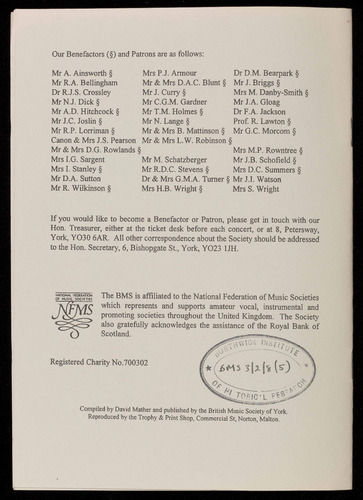 Our Benefactors (§) and Patrons are as follows:
Mr A. Ainsworth § Mrs P.J. Armour Dr D.M. Bearpark §
Mr R.A. Bellingham Mr & Mrs D.A.C. Blunt § Mr J. Briggs §
Dr R.J.S. Crossley Mr J. Curry § Mrs M. Danby-Smith §
Mr N.J. Dick § Mr C.G.M. Gardner Mr J.A. Gloag
Mr A.D. Hitchcock § Mr T.M. Holmes § Dr F.A. Jackson
Mr J.C. Joslin § Mr N. Lange § Prof. R. Lawton §
Mr R.P. Lorriman § Mr & Mrs B. Mattinson § Mr G.C. Morcom §
Canon & Mrs J.S. Pearson Mr & Mrs L.W. Robinson §
Mr & Mrs D.G. Rowlands § Mrs M.P. Rowntree §
Mrs I.G. Sargent Mr M. Schatzberger Mr J.B. Schofield §
Mrs I. Stanley § Mr R.D.C. Stevens § Mrs D.C. Summers §
Mr D.A. Sutton Dr & Mrs G.M.A. Turner § Mr J.I. Watson
Mr R. Wilkinson § Mrs H.B. Wright § Mrs S. Wright
If you would like to become a Benefactor or Patron, please get in touch with our
Hon. Treasurer, either at the ticket desk before each concert, or at 8, Petersway,
York, YO30 6AR. All other correspondence about the Society should be addressed
to the Hon. Secretary, 6, Bishopgate St., York, YO23 1JH.
NATIONAL FEDERATION
OF MUSIC SOCIETIES
NFMS
The BMS is affiliated to the National Federation of Music Societies
which represents and supports amateur vocal, instrumental and
promoting societies throughout the United Kingdom. The Society
also gratefully acknowledges the assistance of the Royal Bank of
Scotland.
Registered Charity No.700302
BORTHWICK INSTITUTE
BMS 3/2/8(5)
OF HISTORICAL RESEARCH
Compiled by David Mather and published by the British Music Society of York.
Reproduced by the Trophy & Print Shop, Commercial St, Norton, Malton.